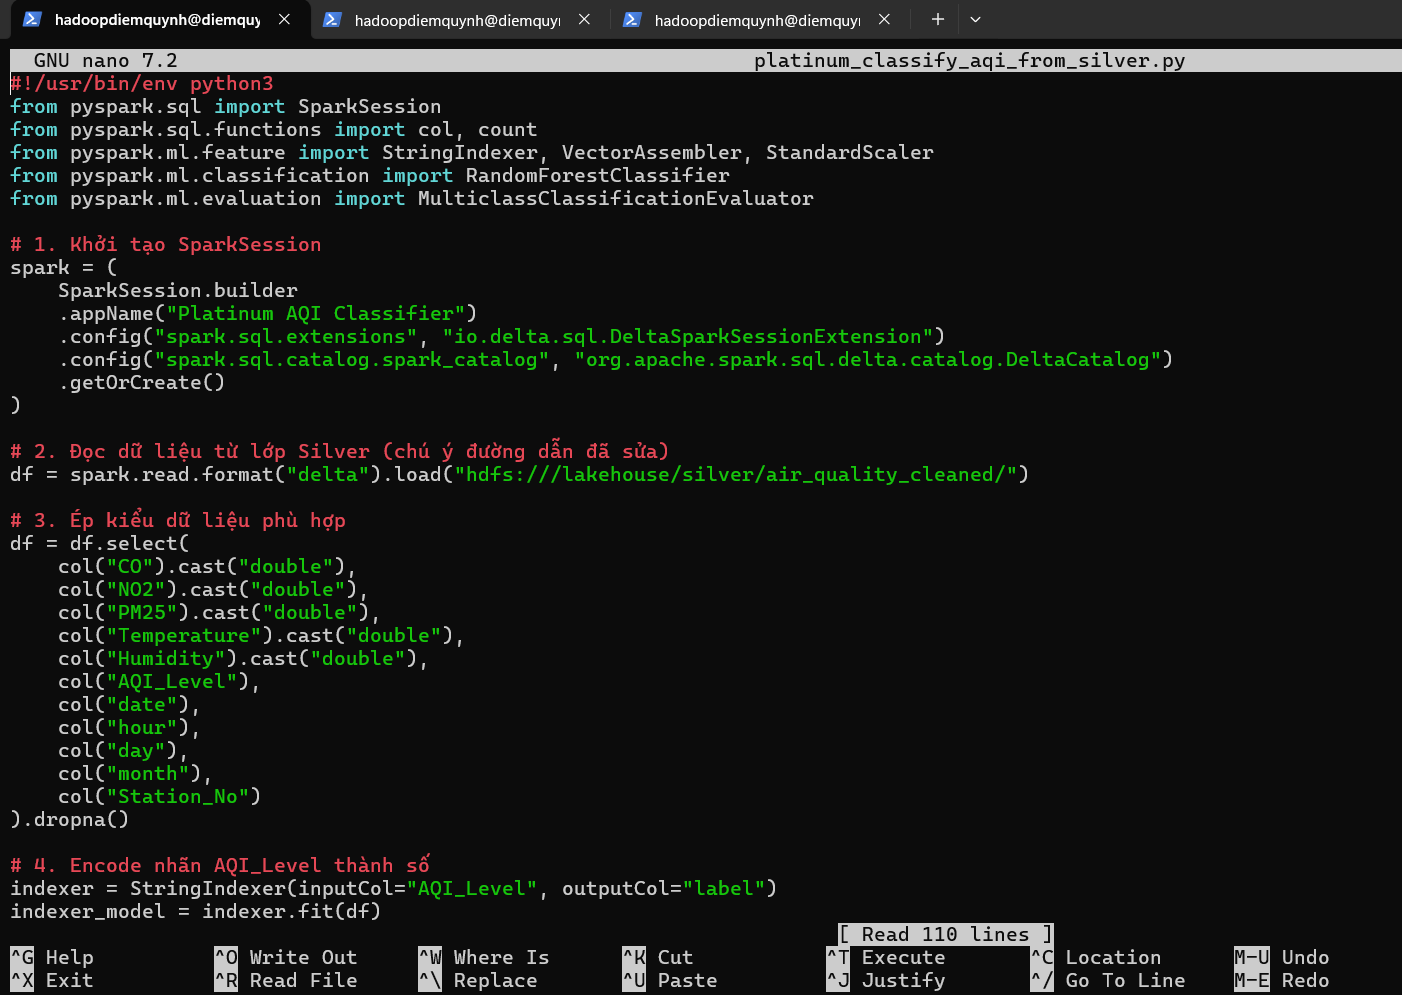 hadoopdiemquynh@diemquy
hadoopdiemquynh@diemquyn
hadoopdiemquynh@diemquyn
GNU nano 7.2 platinum_classify_aqi_from_silver.py
#!/usr/bin/env python3
from pyspark.sql import SparkSession
from pyspark.sql.functions import col, count
from pyspark.ml.feature import StringIndexer, VectorAssembler, StandardScaler
from pyspark.ml.classification import RandomForestClassifier
from pyspark.ml.evaluation import MulticlassClassificationEvaluator

# 1. Khởi tạo SparkSession
spark = (
    SparkSession.builder
    .appName("Platinum AQI Classifier")
    .config("spark.sql.extensions", "io.delta.sql.DeltaSparkSessionExtension")
    .config("spark.sql.catalog.spark_catalog", "org.apache.spark.sql.delta.catalog.DeltaCatalog")
    .getOrCreate()
)

# 2. Đọc dữ liệu từ lớp Silver (chú ý đường dẫn đã sửa)
df = spark.read.format("delta").load("hdfs:///lakehouse/silver/air_quality_cleaned/")

# 3. Ép kiểu dữ liệu phù hợp
df = df.select(
    col("CO").cast("double"),
    col("NO2").cast("double"),
    col("PM25").cast("double"),
    col("Temperature").cast("double"),
    col("Humidity").cast("double"),
    col("AQI_Level"),
    col("date"),
    col("hour"),
    col("day"),
    col("month"),
    col("Station_No")
).dropna()

# 4. Encode nhãn AQI_Level thành số
indexer = StringIndexer(inputCol="AQI_Level", outputCol="label")
indexer_model = indexer.fit(df)
[ Read 110 lines ]
^G Help ^O Write Out ^W Where Is ^K Cut ^T Execute ^C Location M-U Undo
^X Exit ^R Read File ^\ Replace ^U Paste ^J Justify ^/ Go To Line M-E Redo